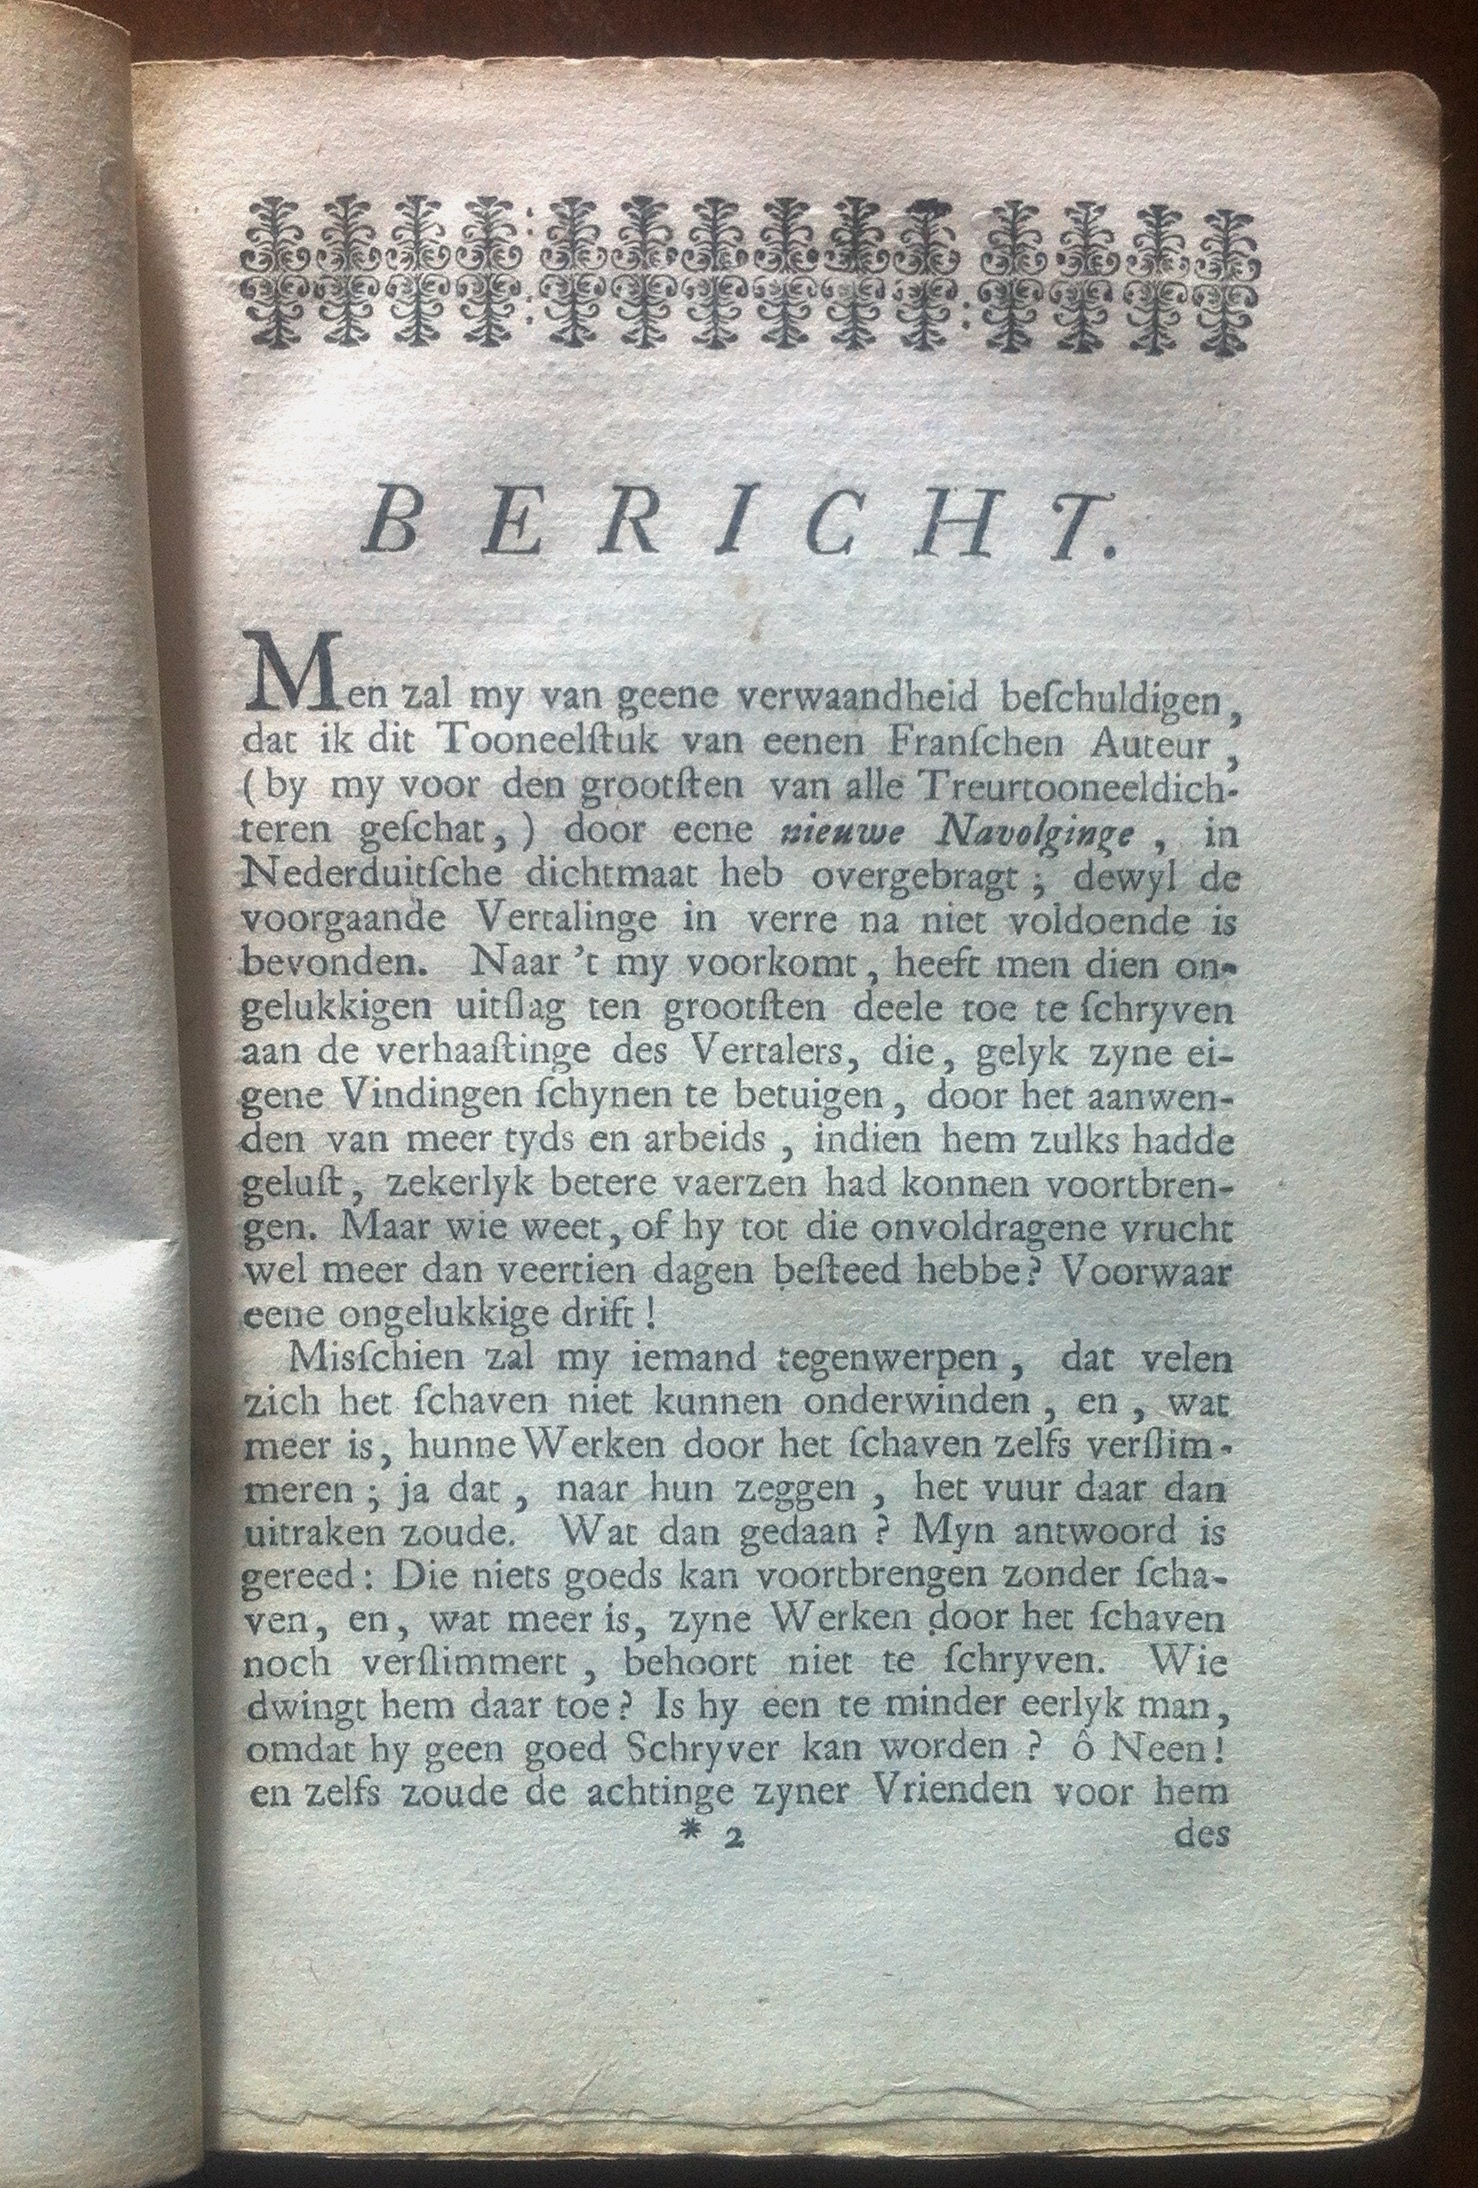 BERICHT.
Men zal my van geene verwaandheid beſchuldigen,
dat ik dit Tooneelſtuk van eenen Franſchen Auteur,
(by my voor den grootſten van alle Treurtooneeldich-
teren geſchat,) door eene nieuwe Navolginge, in
Nederduitſche dichtmaat heb overgebragt; dewyl de
voorgaande Vertalinge in verre na niet voldoende is
bevonden. Naar 't my voorkomt, heeft men dien on-
gelukkigen uitſlag ten grootſten deele toe te ſchryven
aan de verhaaſtinge des Vertalers, die, gelyk zyne ei-
gene Vindingen ſchynen te betuigen, door het aanwen-
den van meer tyds en arbeids, indien hem zulks hadde
geluſt, zekerlyk betere vaerzen had konnen voortbren-
gen. Maar wie weet, of hy tot die onvoldragene vrucht
wel meer dan veertien dagen beſteed hebbe? Voorwaar
eene ongelukkige drift!
Misſchien zal my iemand tegenwerpen, dat velen
zich het ſchaven niet kunnen onderwinden, en, wat
meer is, hunne Werken door het ſchaven zelfs verſlim-
meren; ja dat, naar hun zeggen, het vuur daar dan
uitraken zoude. Wat dan gedaan? Myn antwoord is
gereed: Die niets goeds kan voortbrengen zonder ſcha-
ven, en, wat meer is, zyne Werken door het ſchaven
noch verſlimmert, behoort niet te ſchryven. Wie
dwingt hem daar toe? Is hy een te minder eerlyk man,
omdat hy geen goed Schryver kan worden? ô Neen!
en zelfs zoude de achtinge zyner Vrienden voor hem
* 2 des